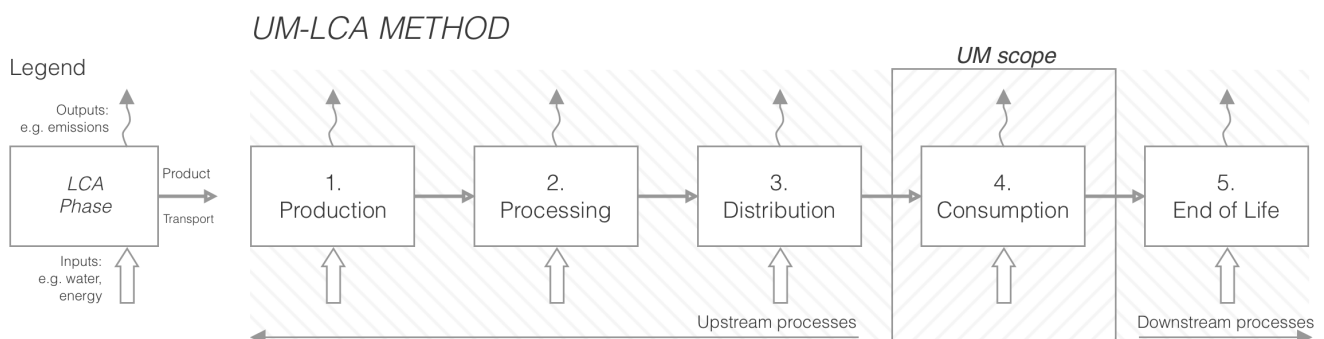 UM-LCA METHOD
UM scope
Legend
Outputs:
e.g. emissions
LCA
Phase
Product
Transport
Inputs:
e.g. water,
energy
1.
Production
2.
Processing
3.
Distribution
4.
Consumption
5.
End of Life
Upstream processes
Downstream processes